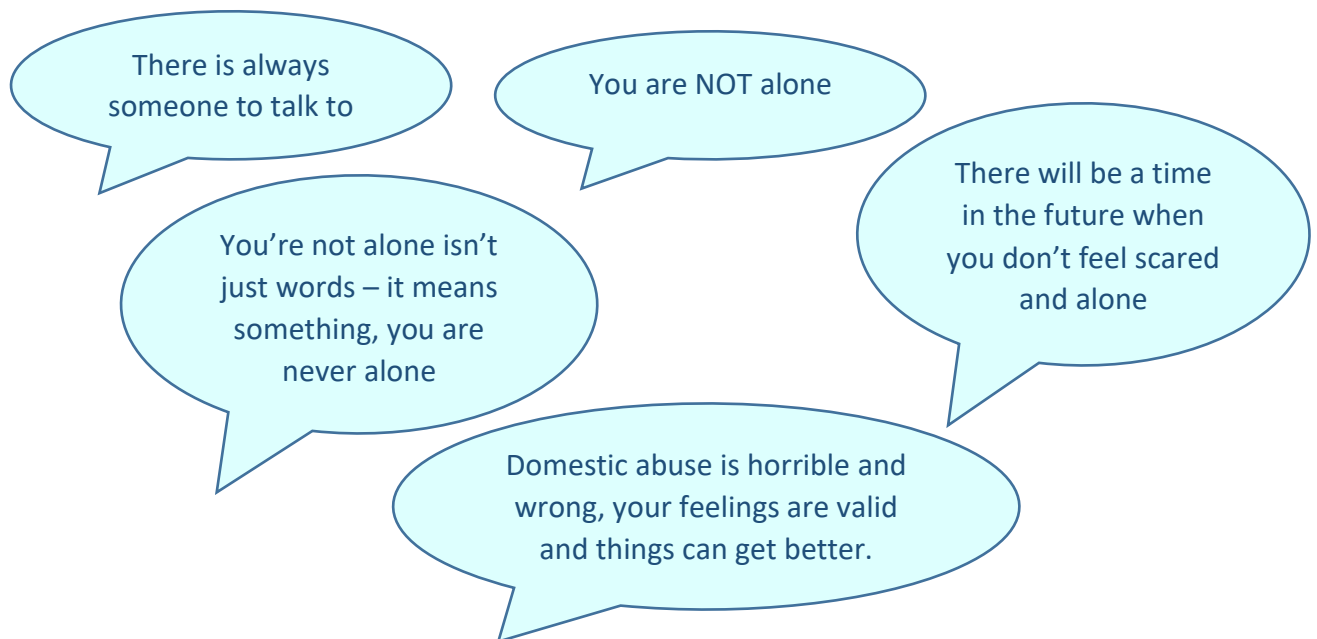 There is always
someone to talk to
You are NOT alone
There will be a time
in the future when
you don’t feel scared
and alone
You’re not alone isn’t
just words – it means
something, you are
never alone
Domestic abuse is horrible and
wrong, your feelings are valid
and things can get better.